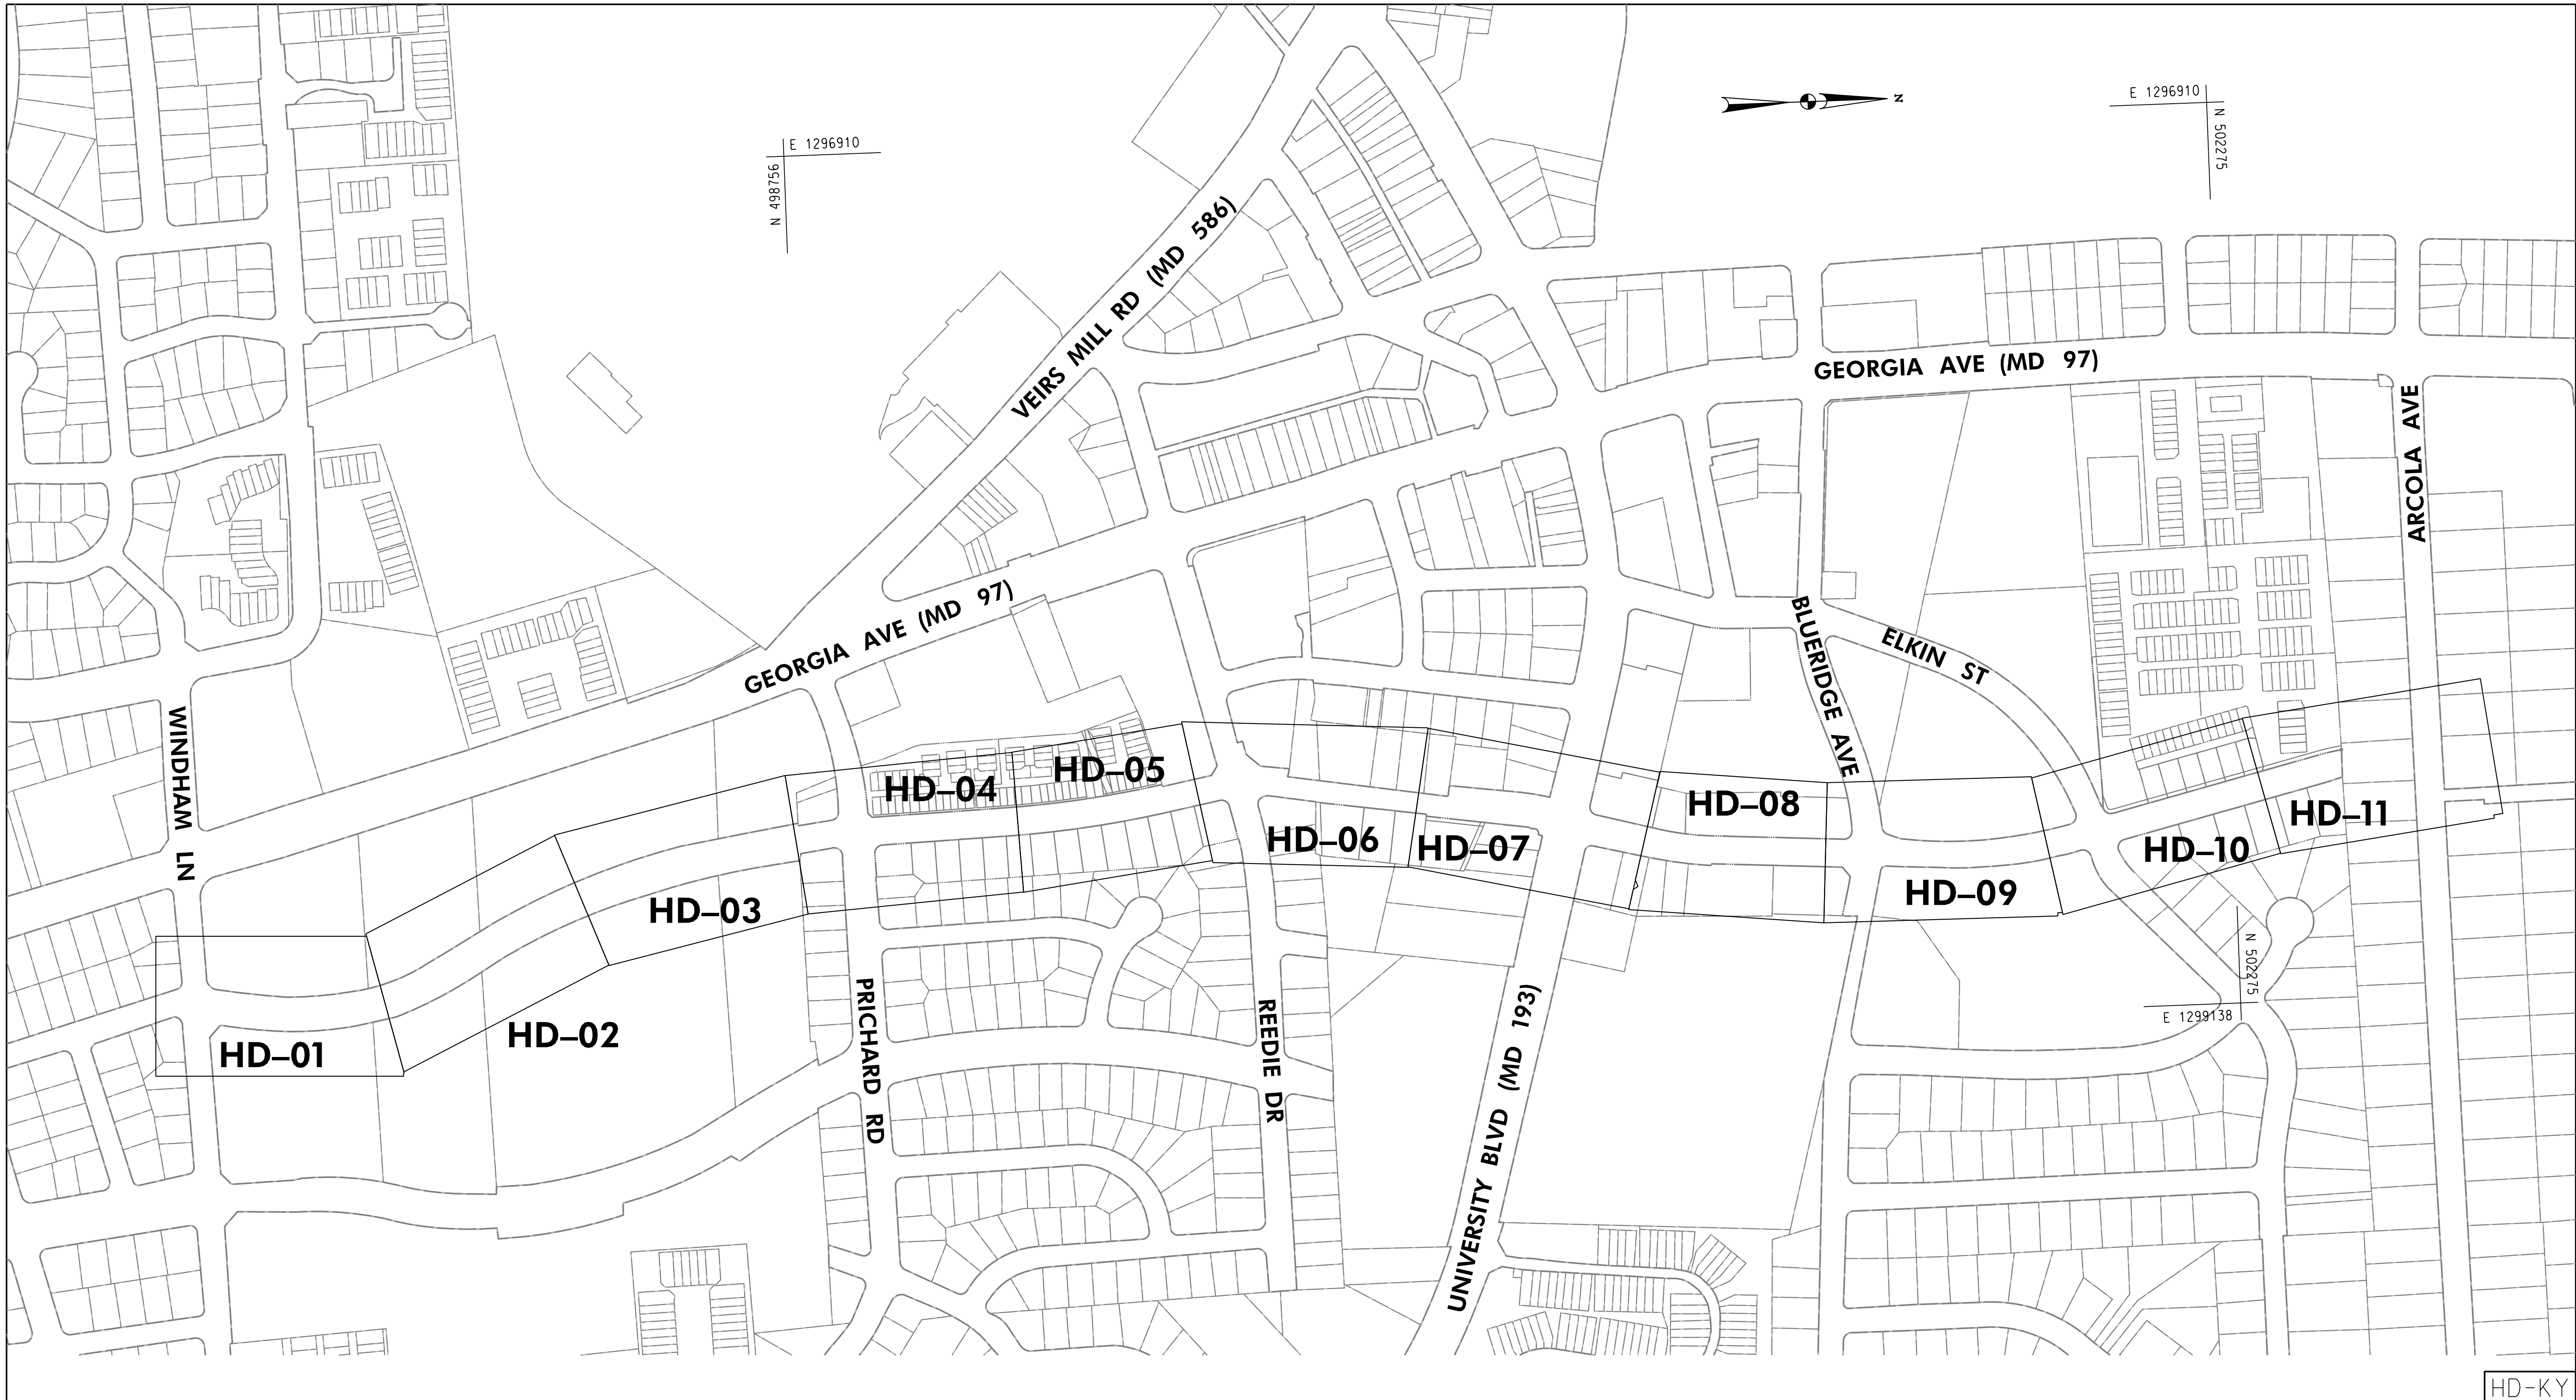 E 1296910
N 498756
Z
E 1296910
N 502275
VEIRS MILL RD (MD 586)
GEORGIA AVE (MD 97)
ARCOLA AVE
GEORGIA AVE (MD 97)
BLUERIDGE AVE
ELKIN ST
WINDHAM LN
HD-04
HD-05
HD-06
HD-07
HD-08
HD-09
HD-10
HD-11
HD-03
HD-02
HD-01
N 502275
E 1299138
PRICHARD RD
REEDIE DR
UNIVERSITY BLVD (MD 193)
HD-KY